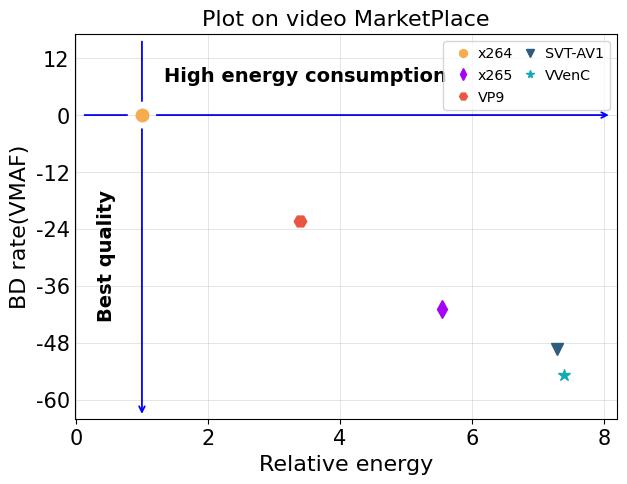 Plot on video MarketPlace
x264
SVT-AV1
x265
VVenC
VP9
High energy consumption
Best quality
BD rate(VMAF)
12
0
-12
-24
-36
-48
-60
0 2 4 6 8
Relative energy